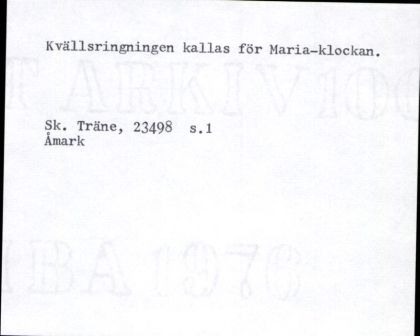 Kvällsringningen kallas för Maria-klockan.
Sk. Träne, 23498 s.1
Åmark